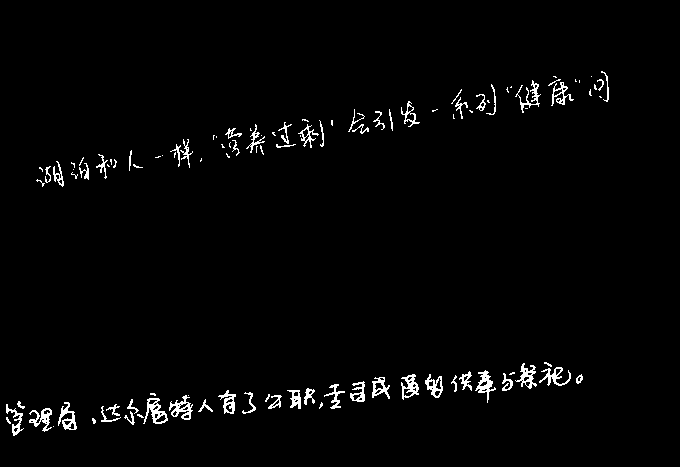 湖泊和人一样，“营养过剩”会引发一系列“健康”问
管理局，达尔扈特人有了公职，专司成陵的供奉与祭祀。